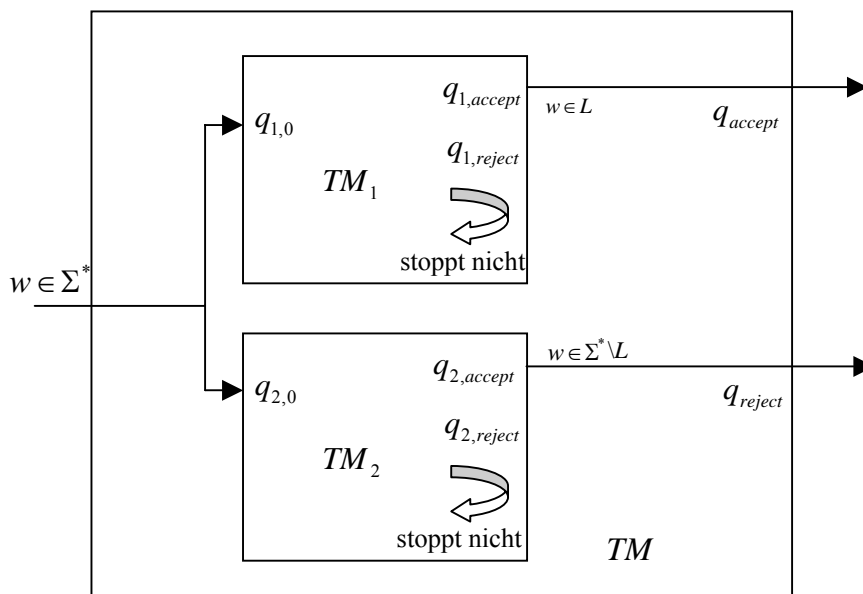 q₁,accept
w ∈ L
q_accept
q₁,₀
q₁,reject
TM₁
stoppt nicht
w ∈ Σ*
w ∈ Σ* \ L
q₂,accept
q₂,₀
q_reject
q₂,reject
TM₂
stoppt nicht
TM